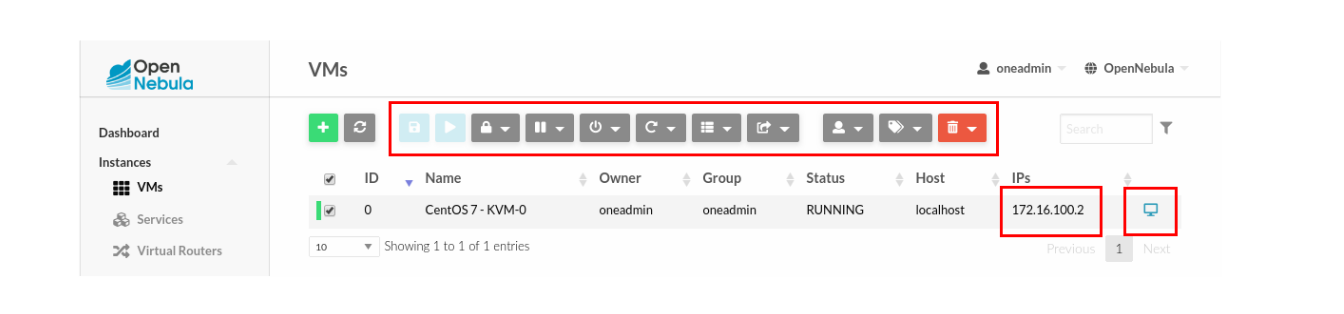 Open
Nebula
VMs
oneadmin
OpenNebula
Dashboard
Instances
VMs
Services
Virtual Routers
Search
ID Name Owner Group Status Host IPs
0 CentOS 7 - KVM-0 oneadmin oneadmin RUNNING localhost 172.16.100.2
10 Showing 1 to 1 of 1 entries
Previous 1 Next